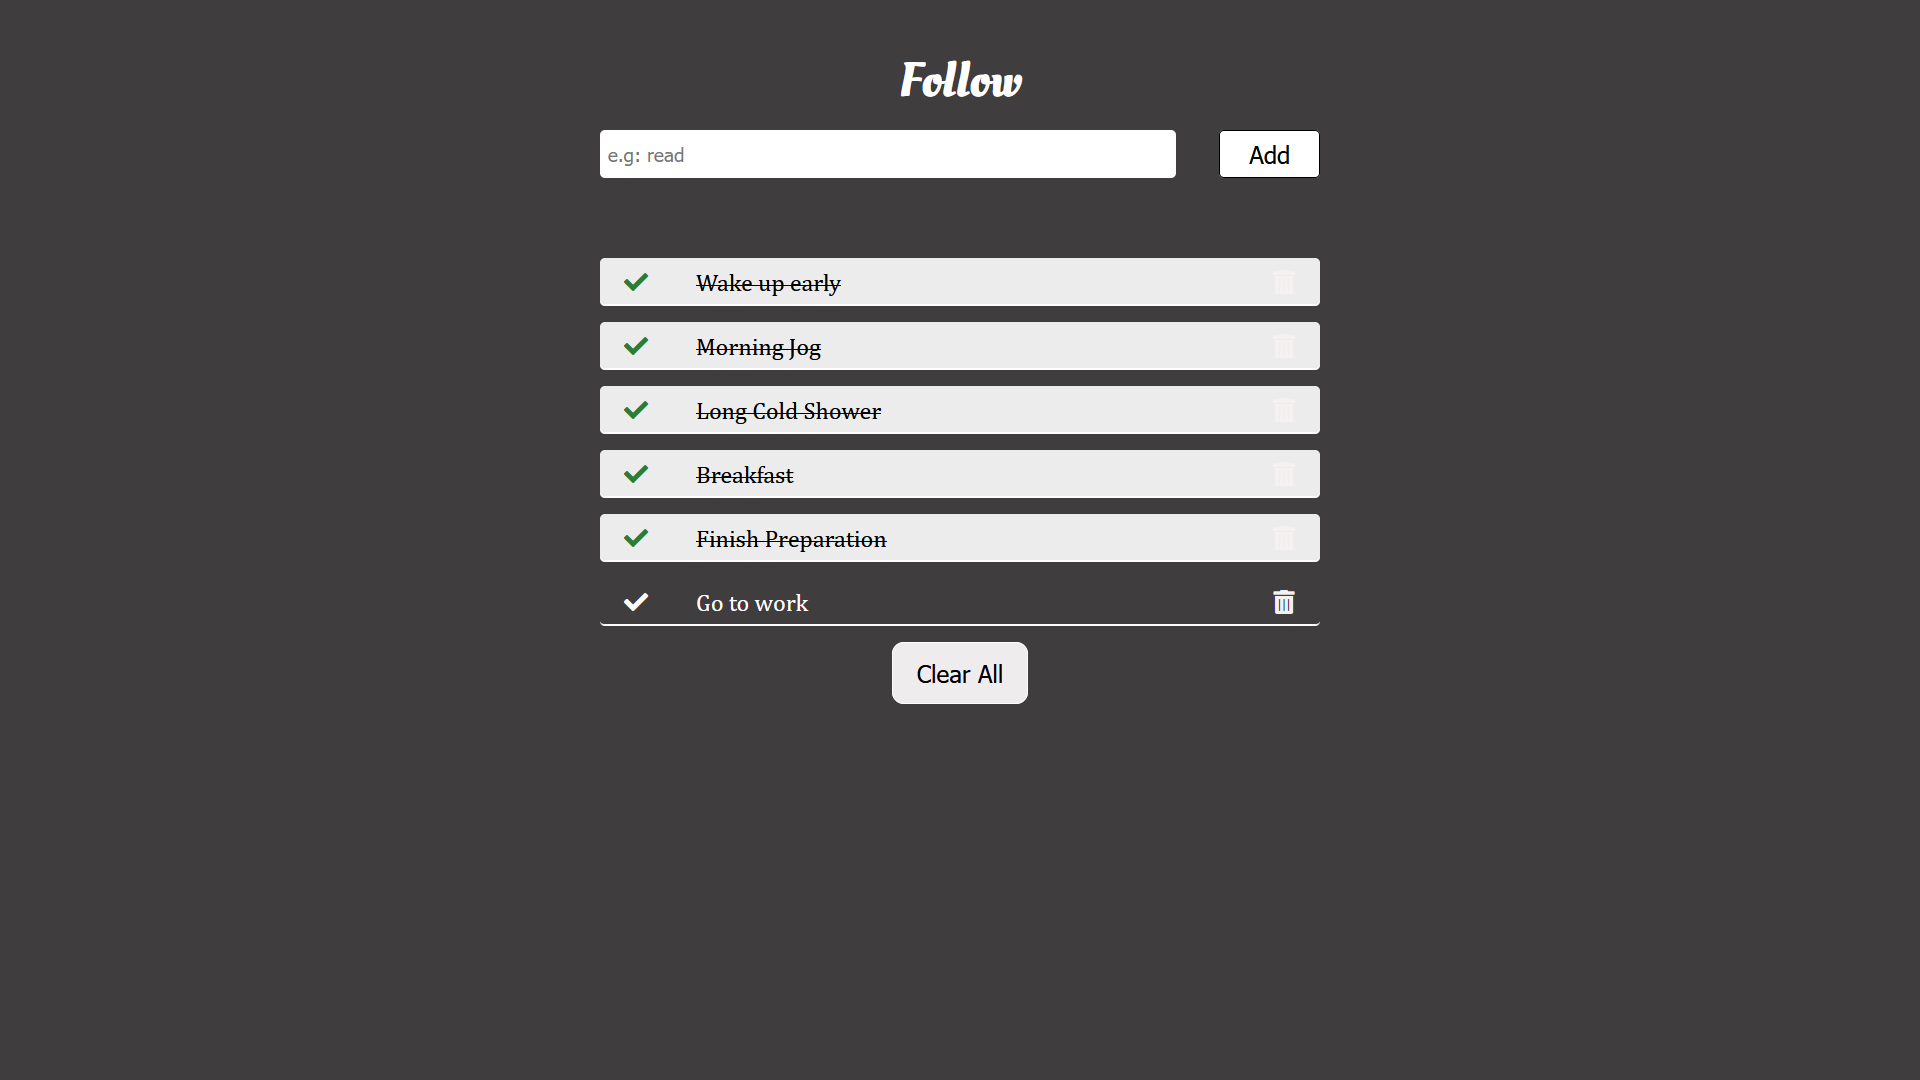 Follow
e.g: read
Add
Wake up early
Morning Jog
Long Cold Shower
Breakfast
Finish Preparation
Go to work
Clear All